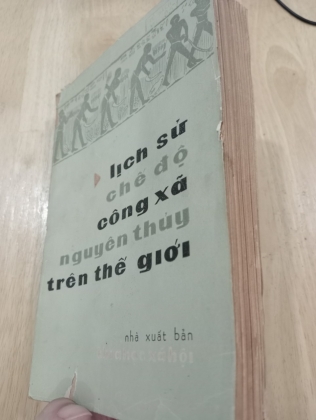 lịch sử
chế độ
công xã
nguyên thủy
trên thế giới
nhà xuất bản